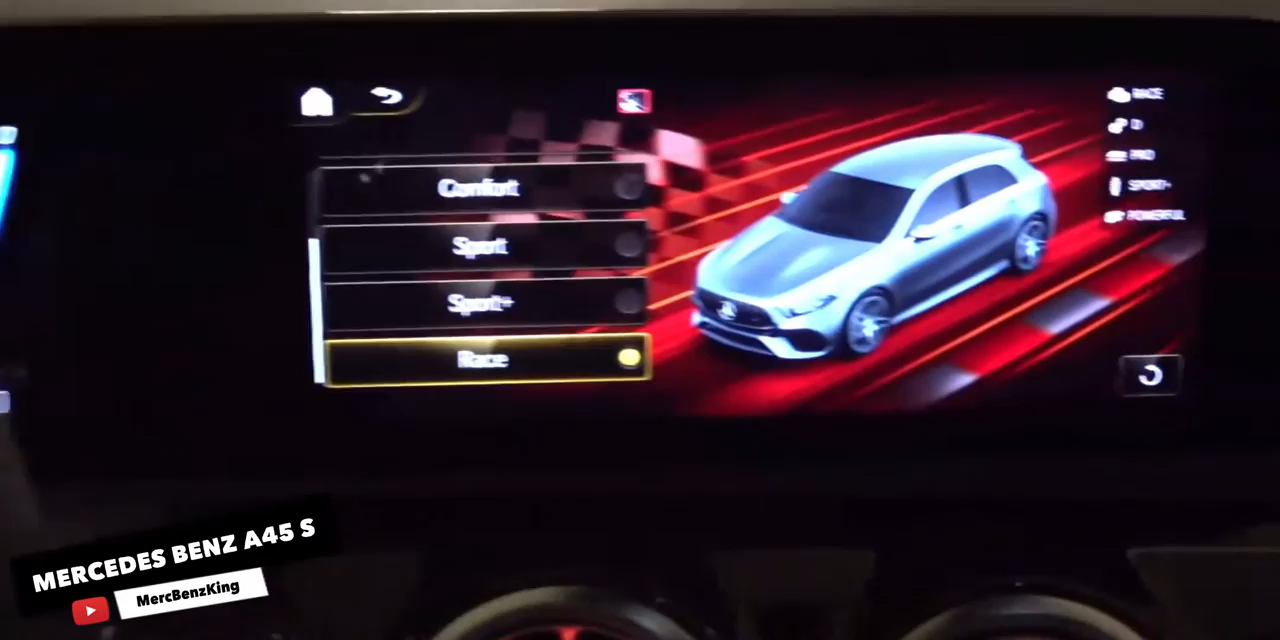 Comfort
Sport
Sport+
Race
RACE
D
PRO
SPORT+
POWERFUL
MERCEDES BENZ A45 S
MercBenzKing